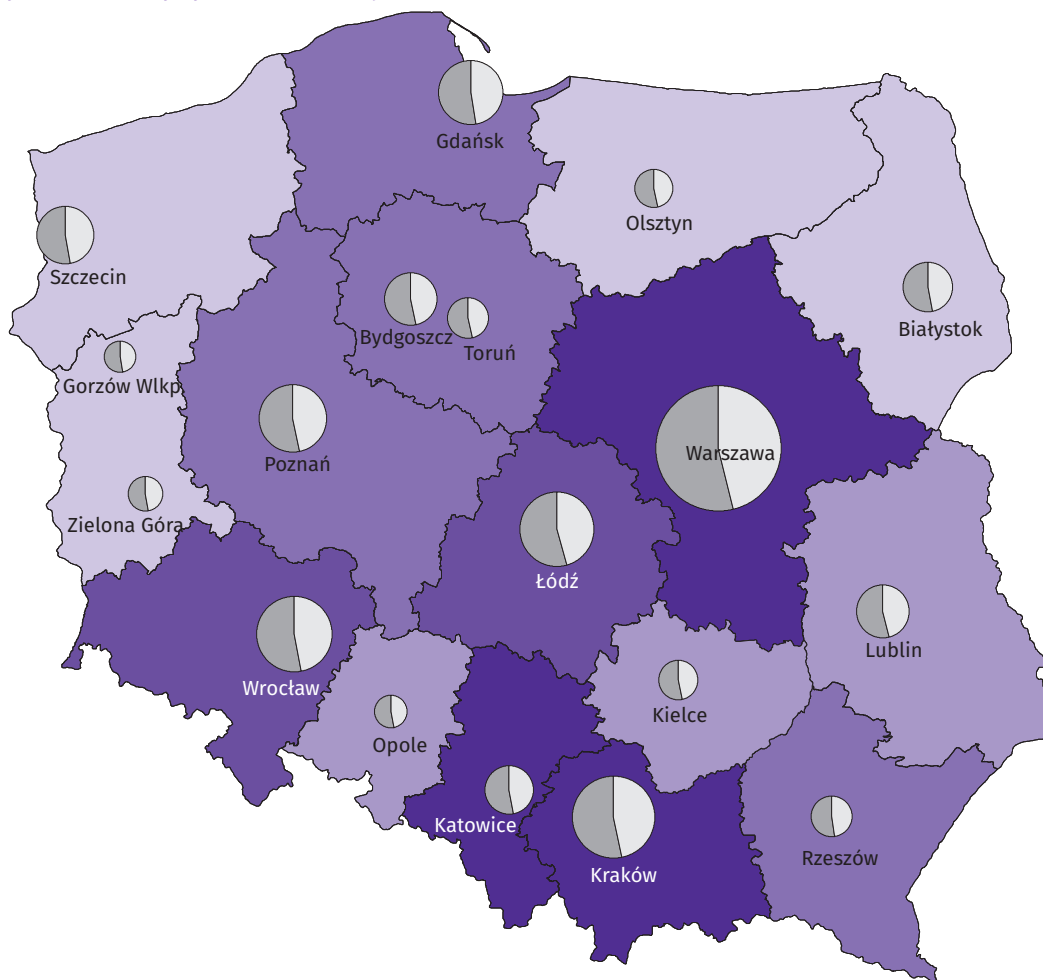 Gdańsk
Olsztyn
Szczecin
Białystok
Bydgoszcz
Toruń
Gorzów Wlkp
Warszawa
Poznań
Zielona Góra
Łódź
Lublin
Wrocław
Kielce
Opole
Katowice
Rzeszów
Kraków